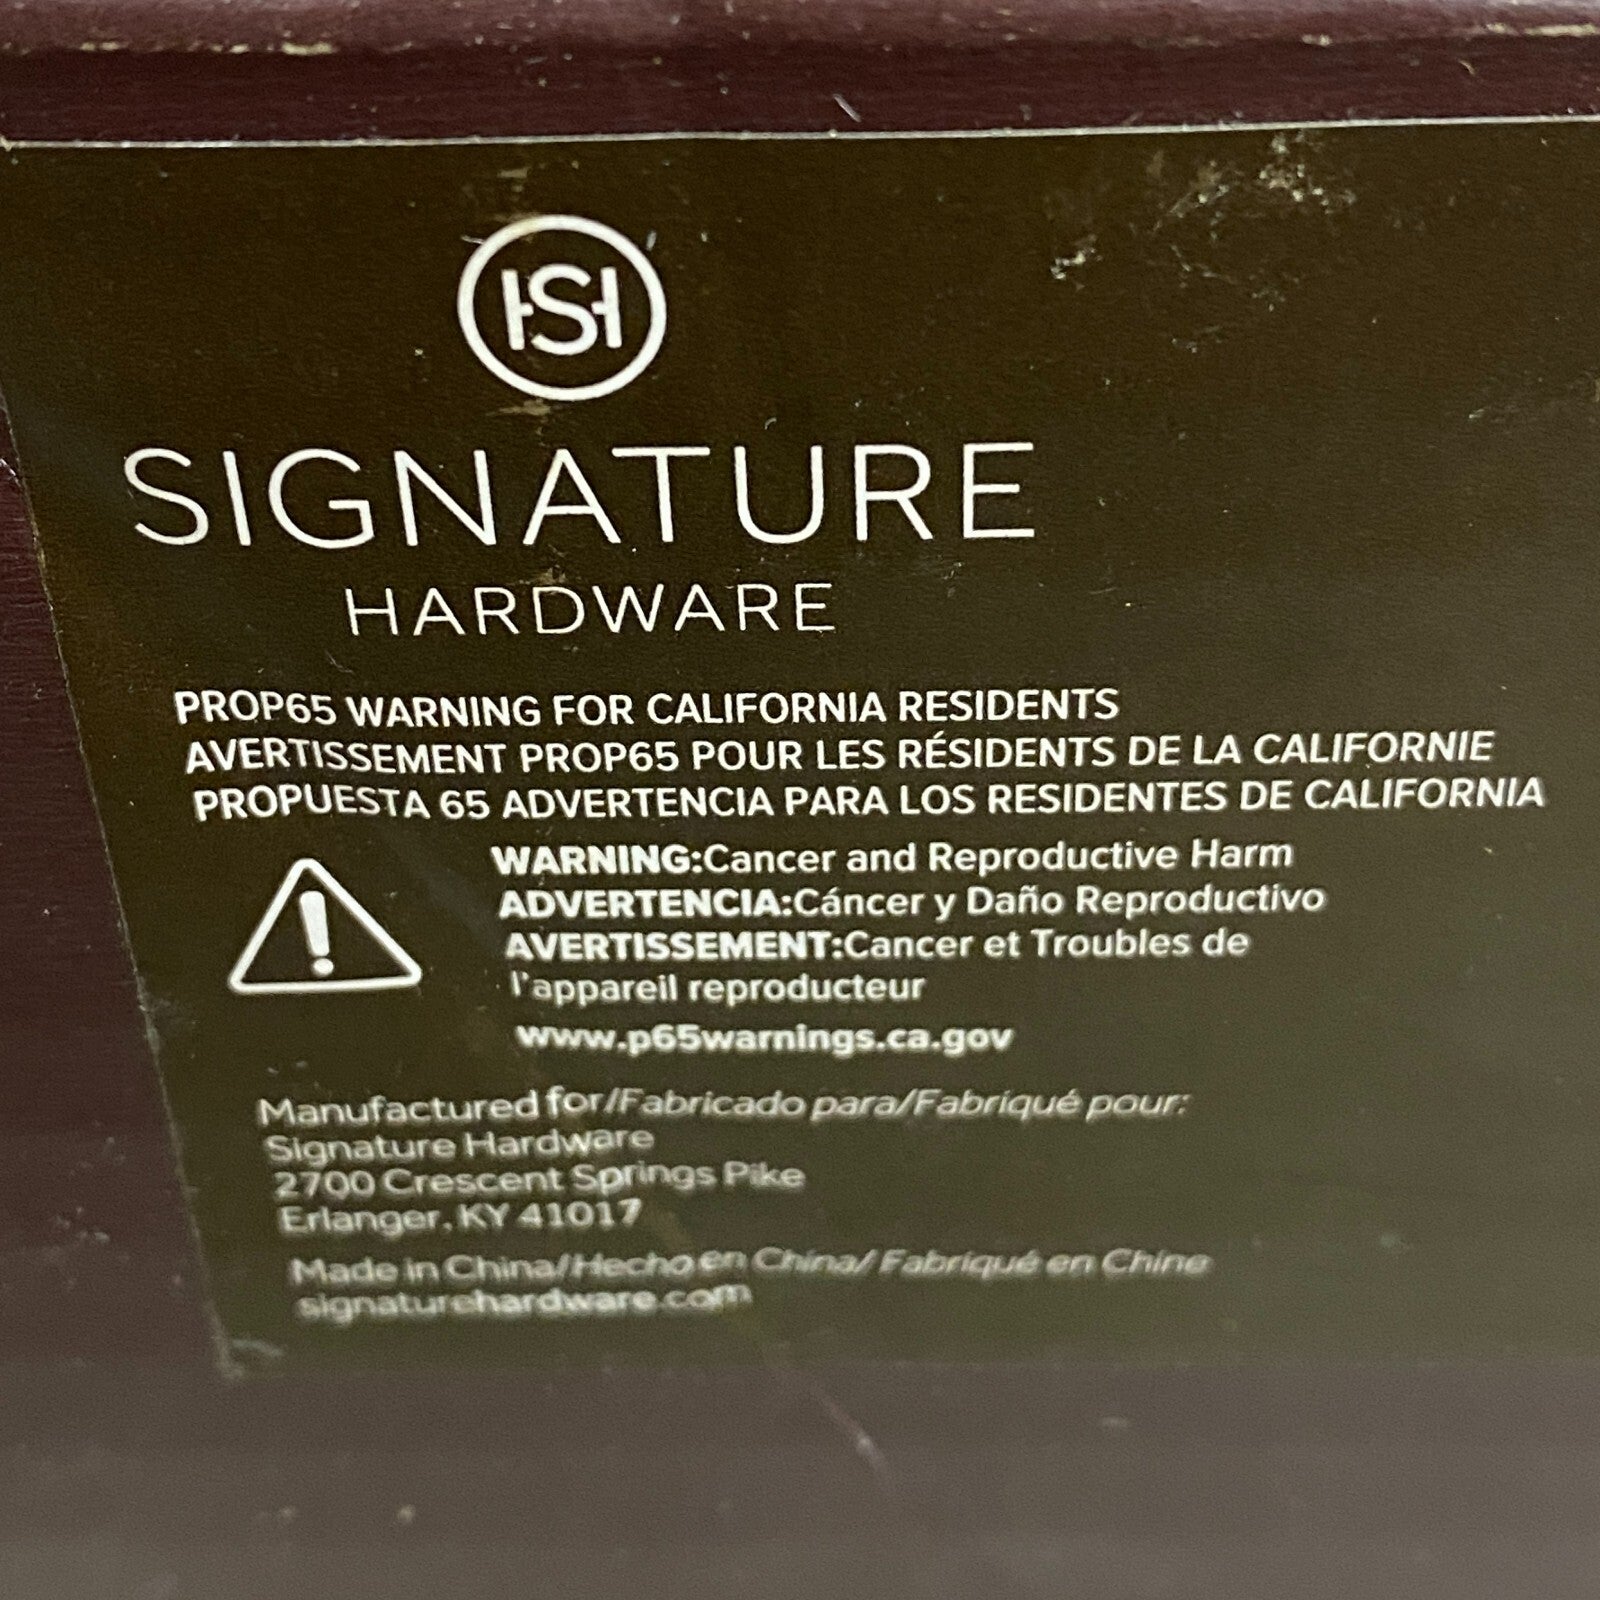 HSH
SIGNATURE
HARDWARE
PROP65 WARNING FOR CALIFORNIA RESIDENTS
AVERTISSEMENT PROP65 POUR LES RÉSIDENTS DE LA CALIFORNIE
PROPUESTA 65 ADVERTENCIA PARA LOS RESIDENTES DE CALIFORNIA
WARNING:Cancer and Reproductive Harm
ADVERTENCIA:Cáncer y Daño Reproductivo
AVERTISSEMENT:Cancer et Troubles de
l'appareil reproducteur
www.p65warnings.ca.gov
Manufactured for/Fabricado para/Fabriqué pour:
Signature Hardware
2700 Crescent Springs Pike
Erlanger, KY 41017
Made in China/Hecho en China/ Fabriqué en Chine
signaturehardware.com